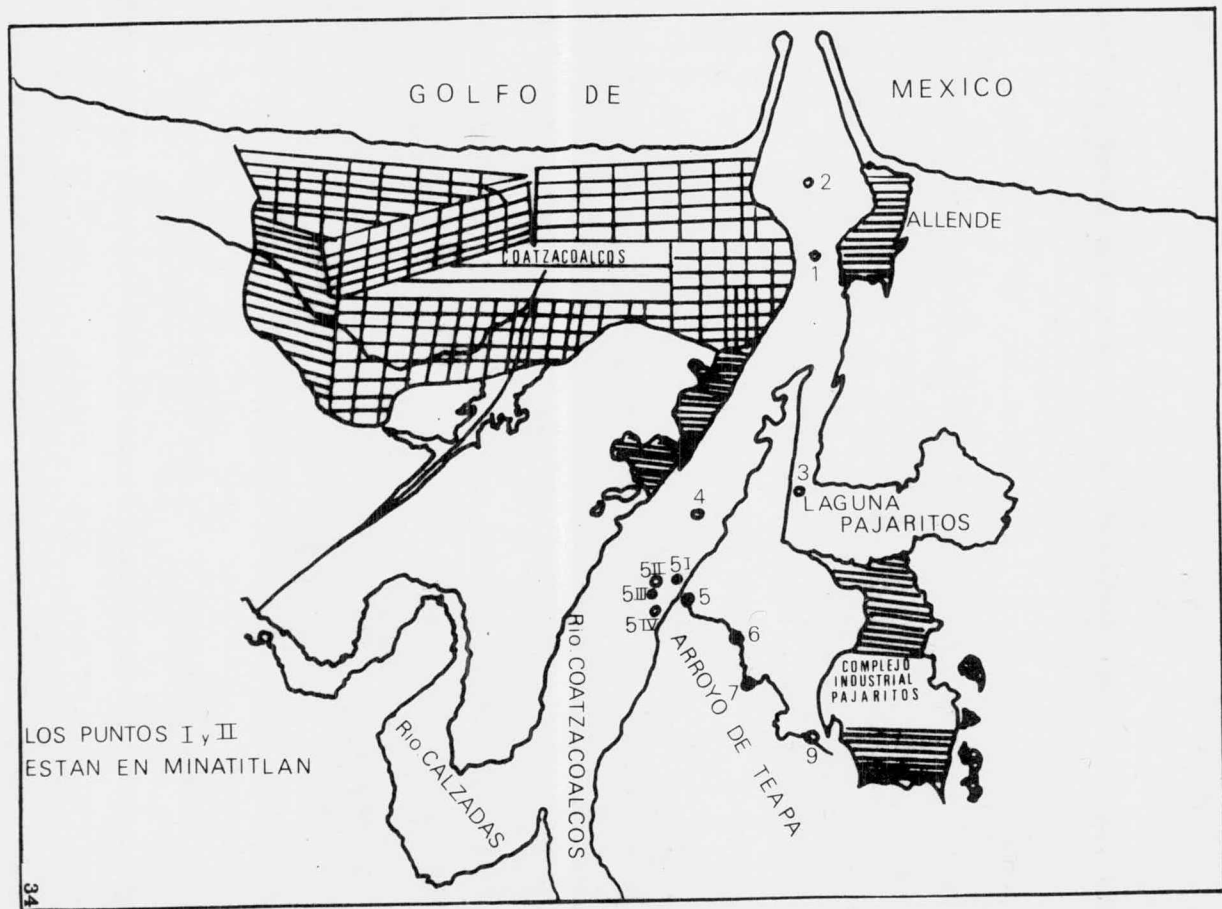 GOLFO DE MEXICO
2
ALLENDE
COATZACOALCOS
1
3
LAGUNA
PAJARITOS
4
5II
5I
5III
5
5IV
6
7
9
COMPLEJO
INDUSTRIAL
PAJARITOS
ARROYO DE TEAPA
Rio. COATZACOALCOS
Rio. CALZADAS
LOS PUNTOS I y II
ESTAN EN MINATITLAN
34